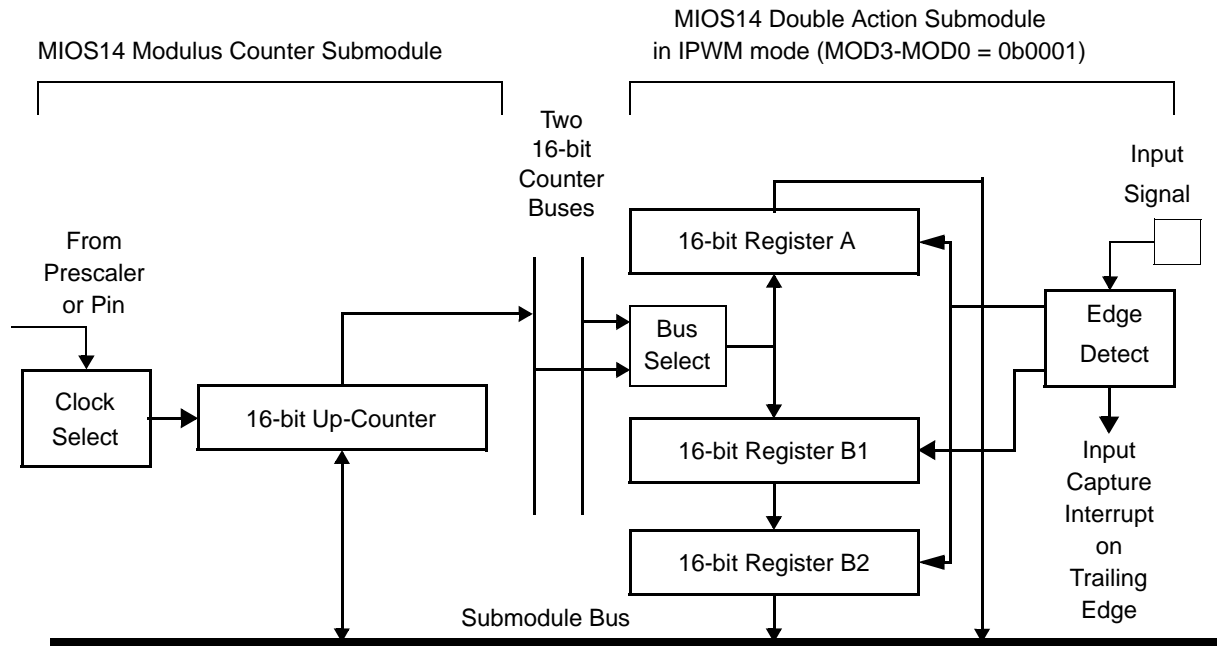 MIOS14 Modulus Counter Submodule
MIOS14 Double Action Submodule
in IPWM mode (MOD3-MOD0 = 0b0001)
Two
16-bit
Counter
Buses
Input
Signal
From
Prescaler
or Pin
16-bit Register A
Bus
Select
Edge
Detect
Clock
Select
16-bit Up-Counter
16-bit Register B1
Input
Capture
Interrupt
on
Trailing
Edge
16-bit Register B2
Submodule Bus